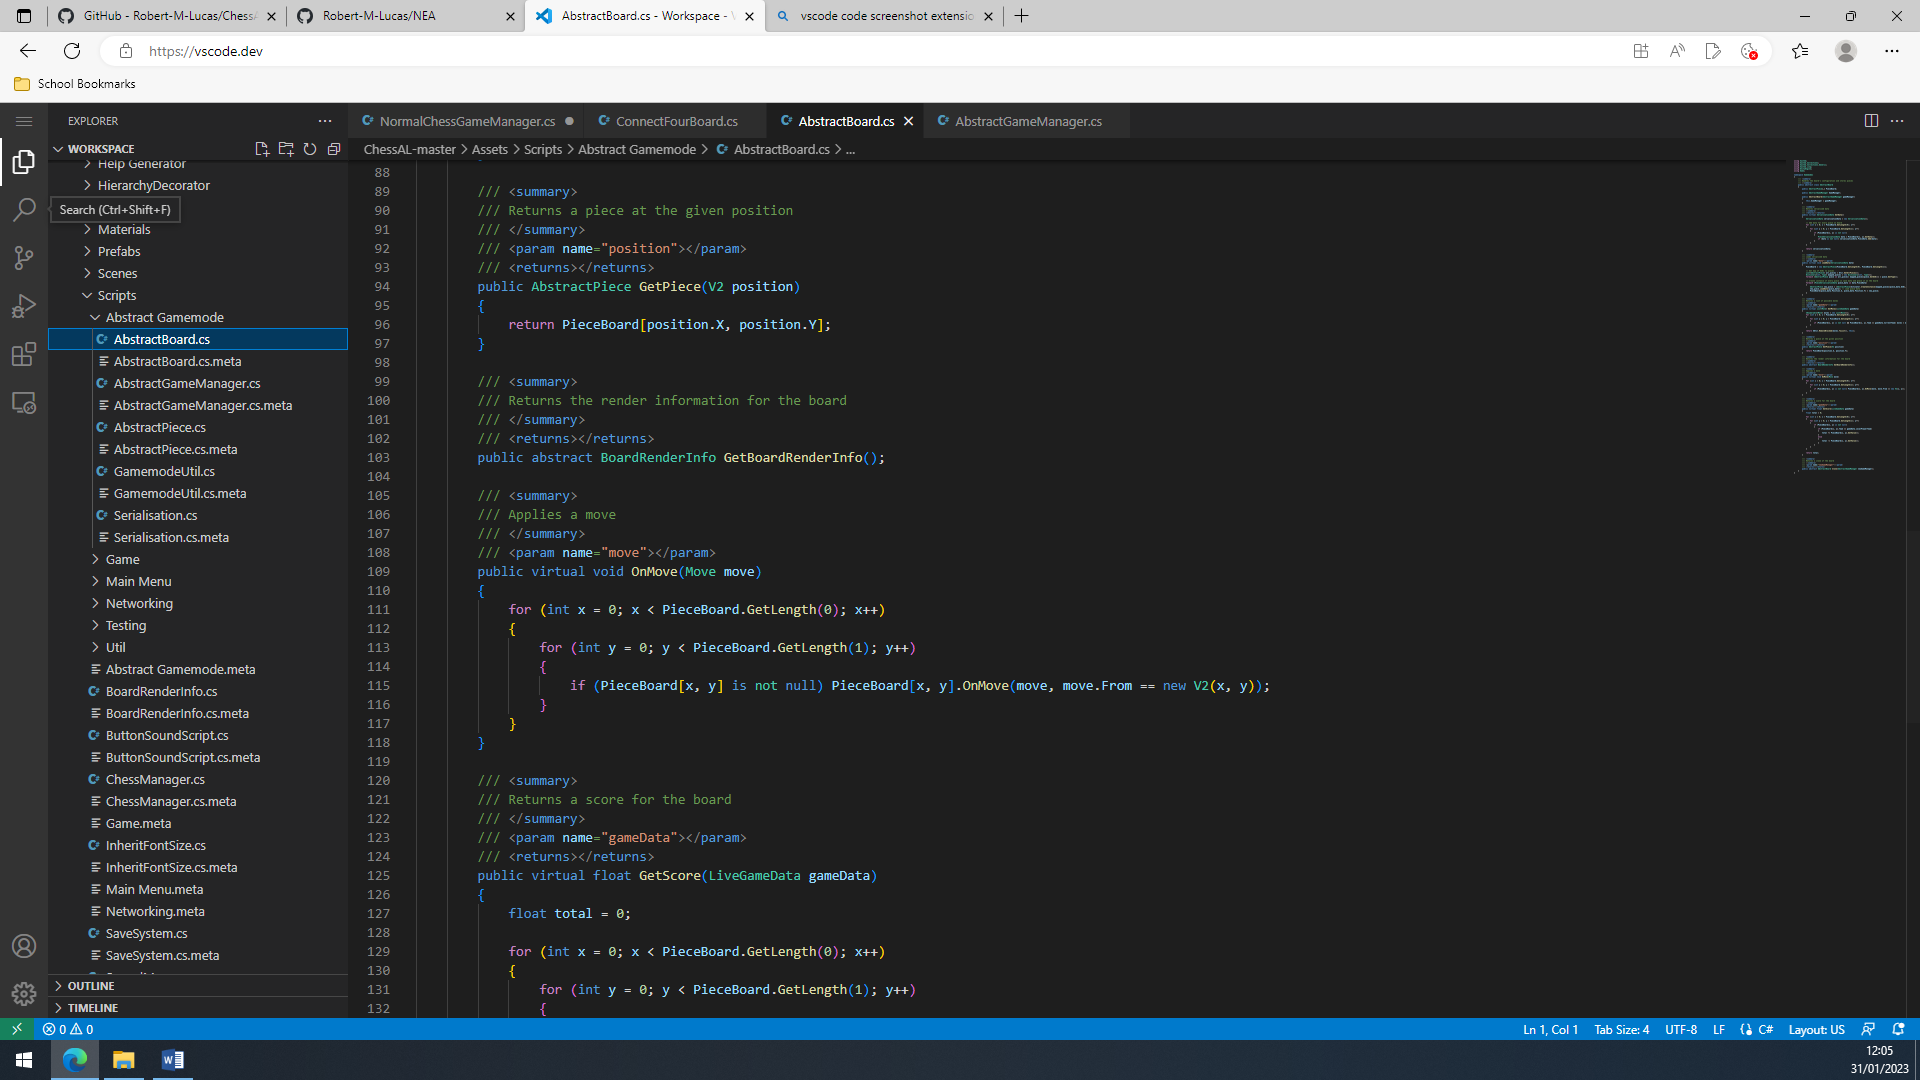 GitHub - Robert-M-Lucas/ChessA
Robert-M-Lucas/NEA
AbstractBoard.cs - Workspace - V
vscode code screenshot extensio
https://vscode.dev
School Bookmarks
EXPLORER
WORKSPACE
Help Generator
HierarchyDecorator
Search (Ctrl+Shift+F)
Materials
Prefabs
Scenes
Scripts
Abstract Gamemode
AbstractBoard.cs
AbstractBoard.cs.meta
AbstractGameManager.cs
AbstractGameManager.cs.meta
AbstractPiece.cs
AbstractPiece.cs.meta
GamemodeUtil.cs
GamemodeUtil.cs.meta
Serialisation.cs
Serialisation.cs.meta
Game
Main Menu
Networking
Testing
Util
Abstract Gamemode.meta
BoardRenderInfo.cs
BoardRenderInfo.cs.meta
ButtonSoundScript.cs
ButtonSoundScript.cs.meta
ChessManager.cs
ChessManager.cs.meta
Game.meta
InheritFontSize.cs
InheritFontSize.cs.meta
Main Menu.meta
Networking.meta
SaveSystem.cs
SaveSystem.cs.meta
OUTLINE
TIMELINE
NormalChessGameManager.cs
ConnectFourBoard.cs
AbstractBoard.cs
AbstractGameManager.cs
ChessAL-master > Assets > Scripts > Abstract Gamemode > AbstractBoard.cs > ...
88
89 /// <summary>
90 /// Returns a piece at the given position
91 /// </summary>
92 /// <param name="position"></param>
93 /// <returns></returns>
94 public AbstractPiece GetPiece(V2 position)
95 {
96 return PieceBoard[position.X, position.Y];
97 }
98
99 /// <summary>
100 /// Returns the render information for the board
101 /// </summary>
102 /// <returns></returns>
103 public abstract BoardRenderInfo GetBoardRenderInfo();
104
105 /// <summary>
106 /// Applies a move
107 /// </summary>
108 /// <param name="move"></param>
109 public virtual void OnMove(Move move)
110 {
111 for (int x = 0; x < PieceBoard.GetLength(0); x++)
112 {
113 for (int y = 0; y < PieceBoard.GetLength(1); y++)
114 {
115 if (PieceBoard[x, y] is not null) PieceBoard[x, y].OnMove(move, move.From == new V2(x, y));
116 }
117 }
118 }
119
120 /// <summary>
121 /// Returns a score for the board
122 /// </summary>
123 /// <param name="gameData"></param>
124 /// <returns></returns>
125 public virtual float GetScore(LiveGameData gameData)
126 {
127 float total = 0;
128
129 for (int x = 0; x < PieceBoard.GetLength(0); x++)
130 {
131 for (int y = 0; y < PieceBoard.GetLength(1); y++)
132 {
0 0
Ln 1, Col 1
Tab Size: 4
UTF-8
LF
C#
Layout: US
12:05
31/01/2023